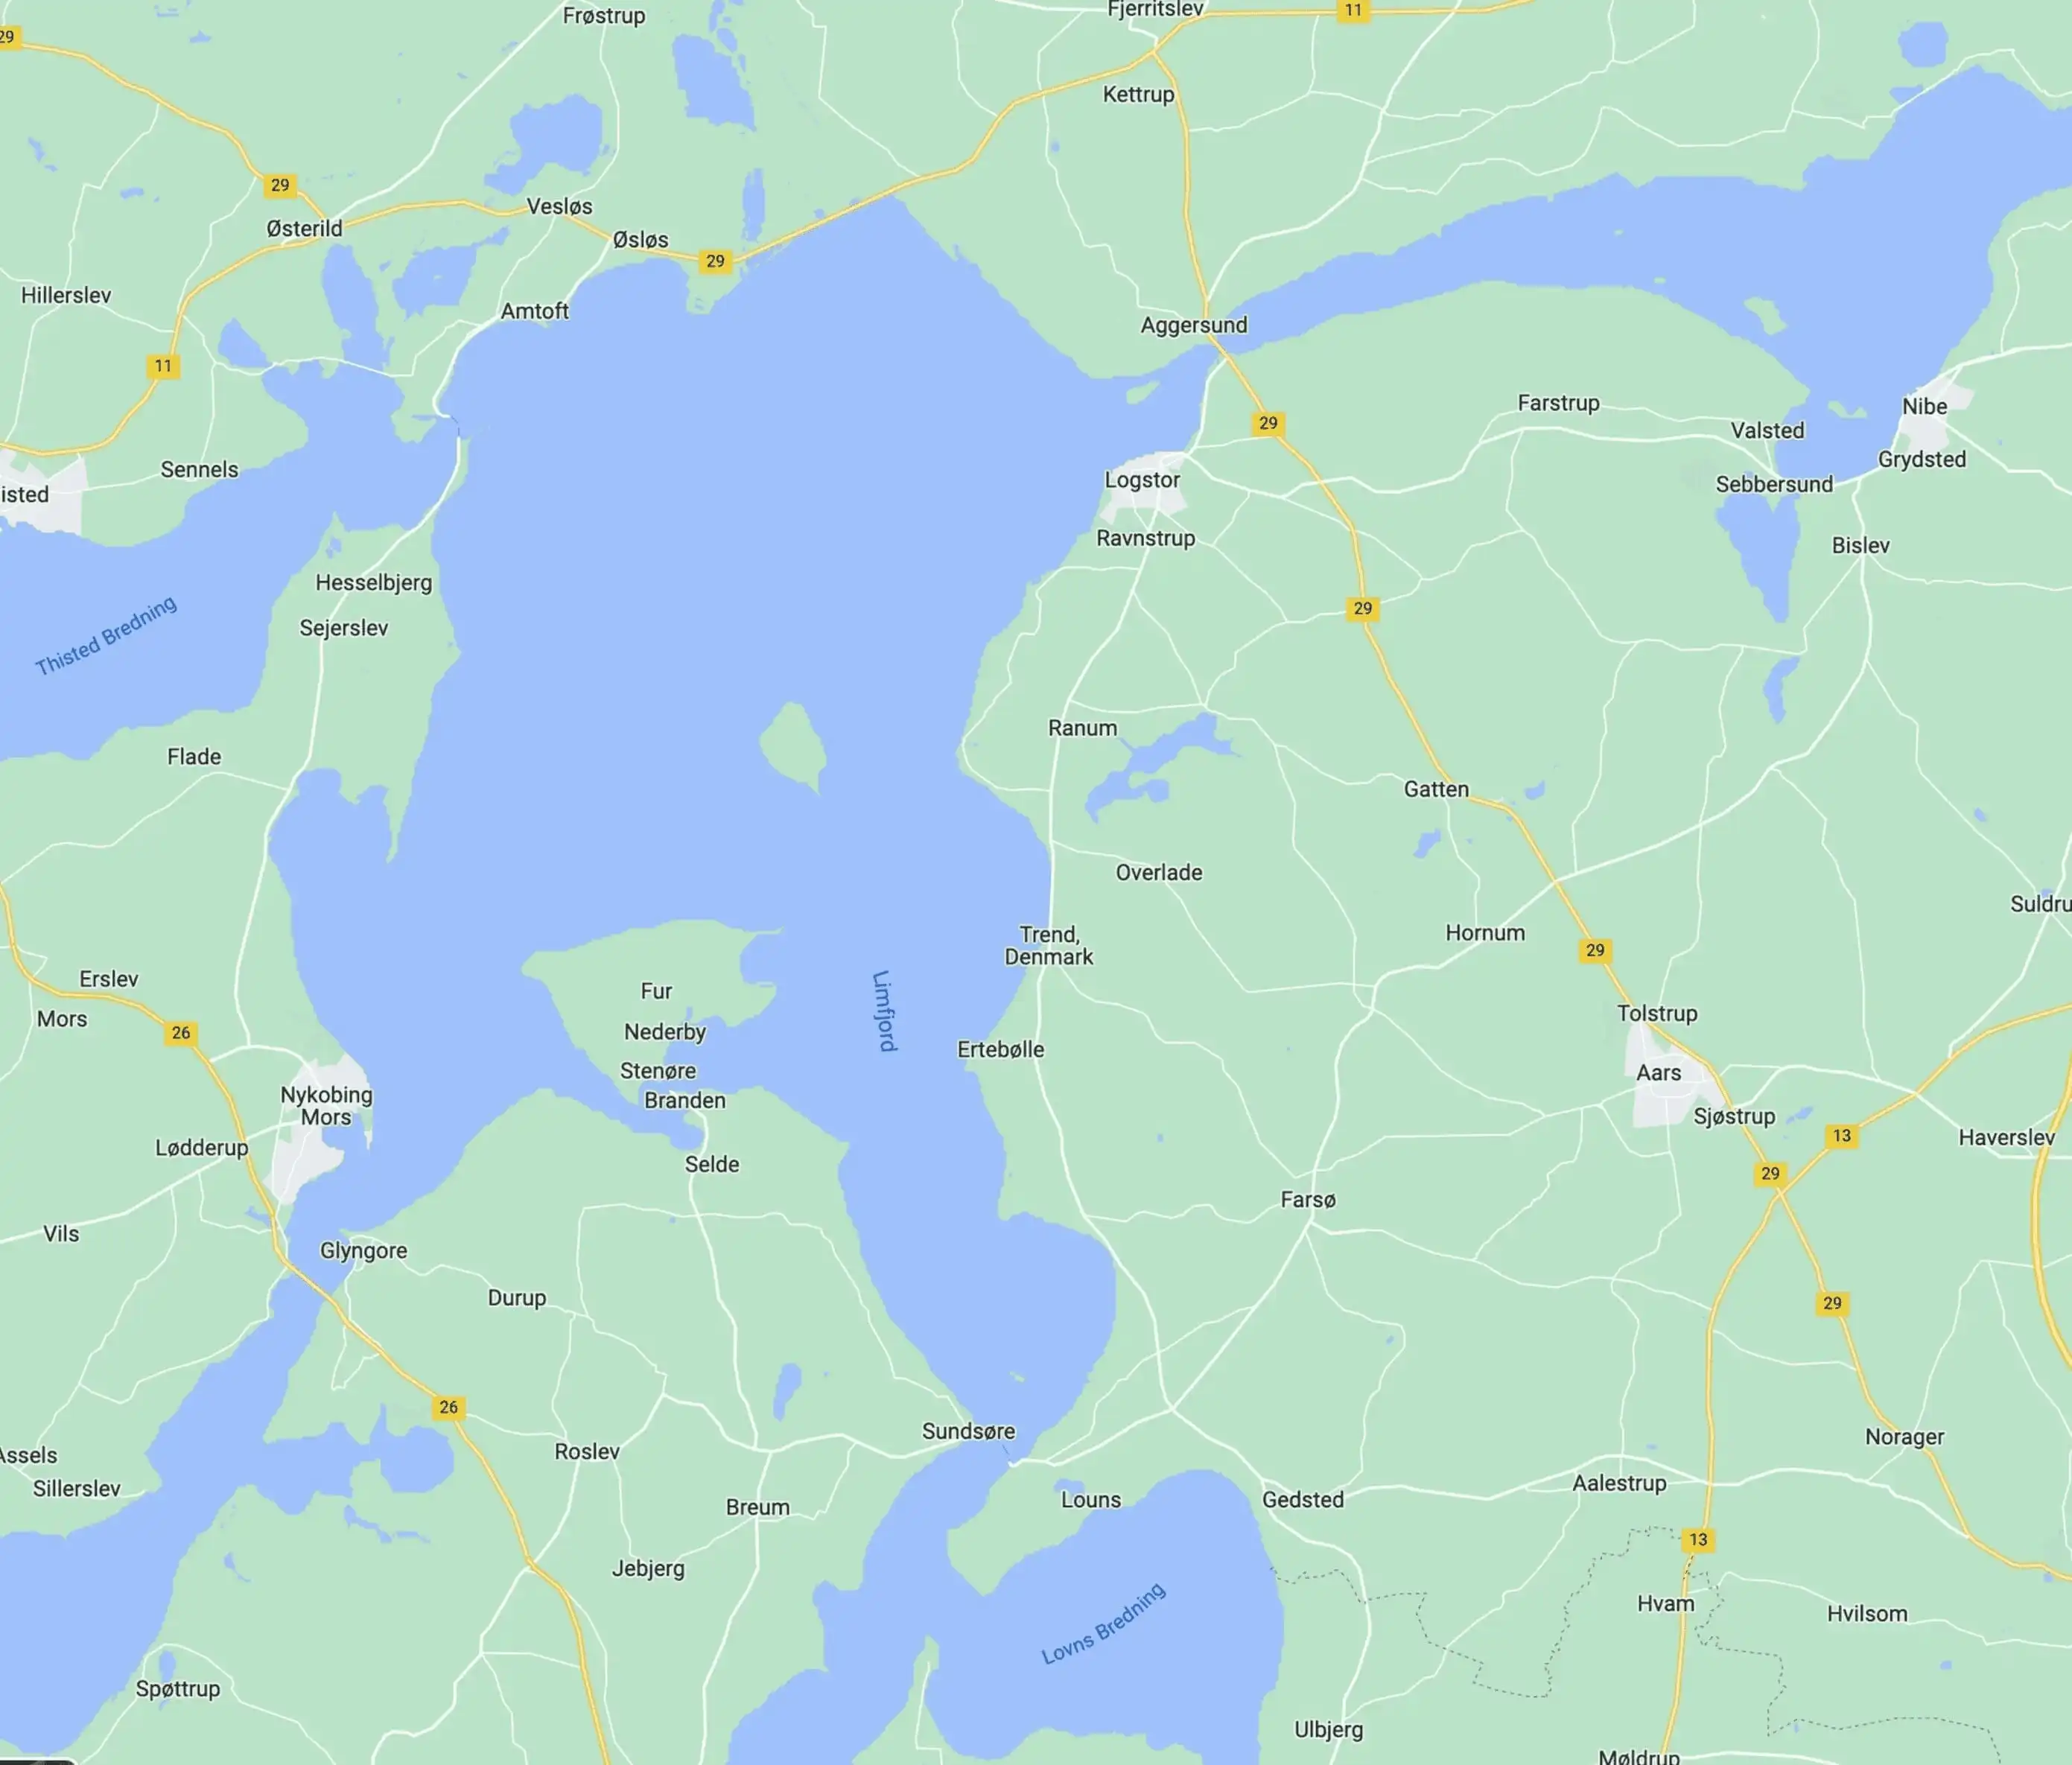 Frøstrup
Fjerritslev
11
29
Kettrup
29
Vesløs
Østerild
Øsløs
29
Hillerslev
Amtoft
Aggersund
11
Farstrup
Nibe
29
Valsted
Grydsted
Sennels
Logstor
Sebbersund
isted
Ravnstrup
Bislev
Hesselbjerg
29
Sejerslev
Thisted Bredning
Ranum
Flade
Gatten
Overlade
Suldru
Hornum
Trend,
Denmark
29
Erslev
Fur
Limfjord
Mors
26
Nederby
Tolstrup
Ertebølle
Stenøre
Aars
Branden
Nykobing
Mors
Sjøstrup
13
Haverslev
Lødderup
Selde
29
Farsø
Vils
Glyngore
Durup
29
26
Sundsøre
Norager
Roslev
Assels
Sillerslev
Aalestrup
Louns
Gedsted
Breum
13
Jebjerg
Hvam
Hvilsom
Lovns Bredning
Spøttrup
Ulbjerg
Møldrup